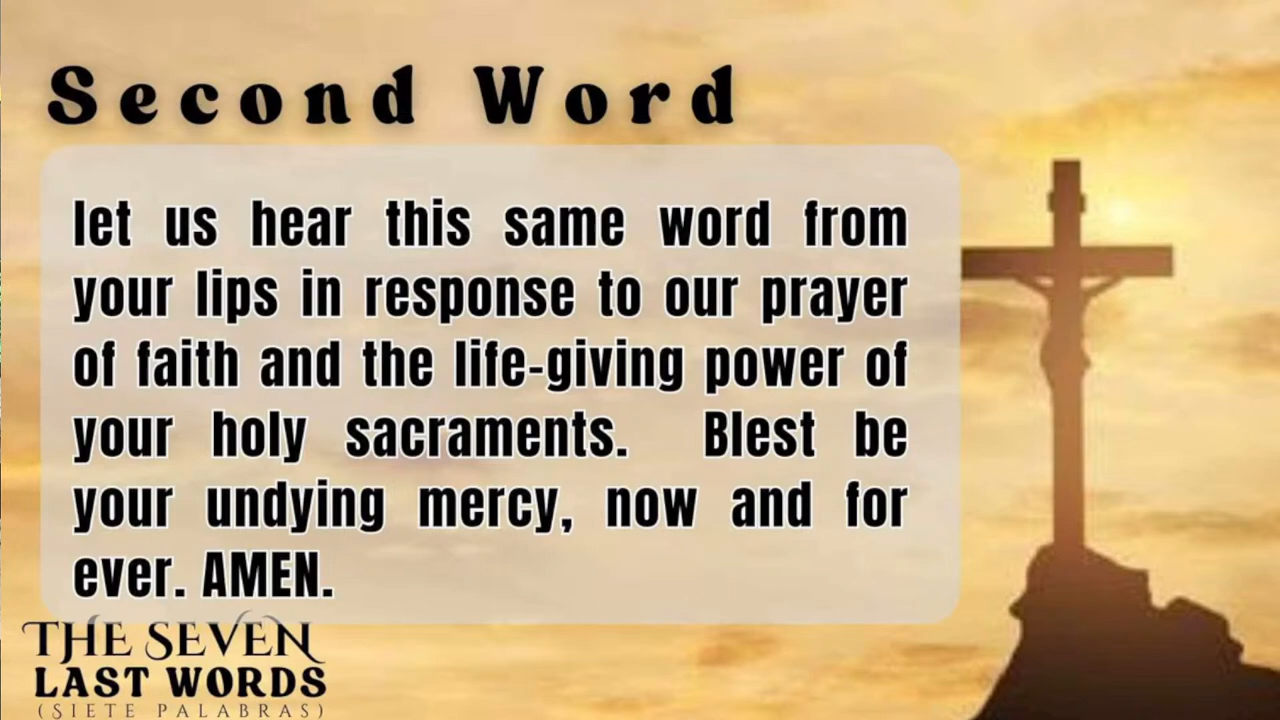 Second Word
let us hear this same word from
your lips in response to our prayer
of faith and the life-giving power of
your holy sacraments. Blest be
your undying mercy, now and for
ever. AMEN.
THE SEVEN
LAST WORDS
(SIETE PALABRAS)